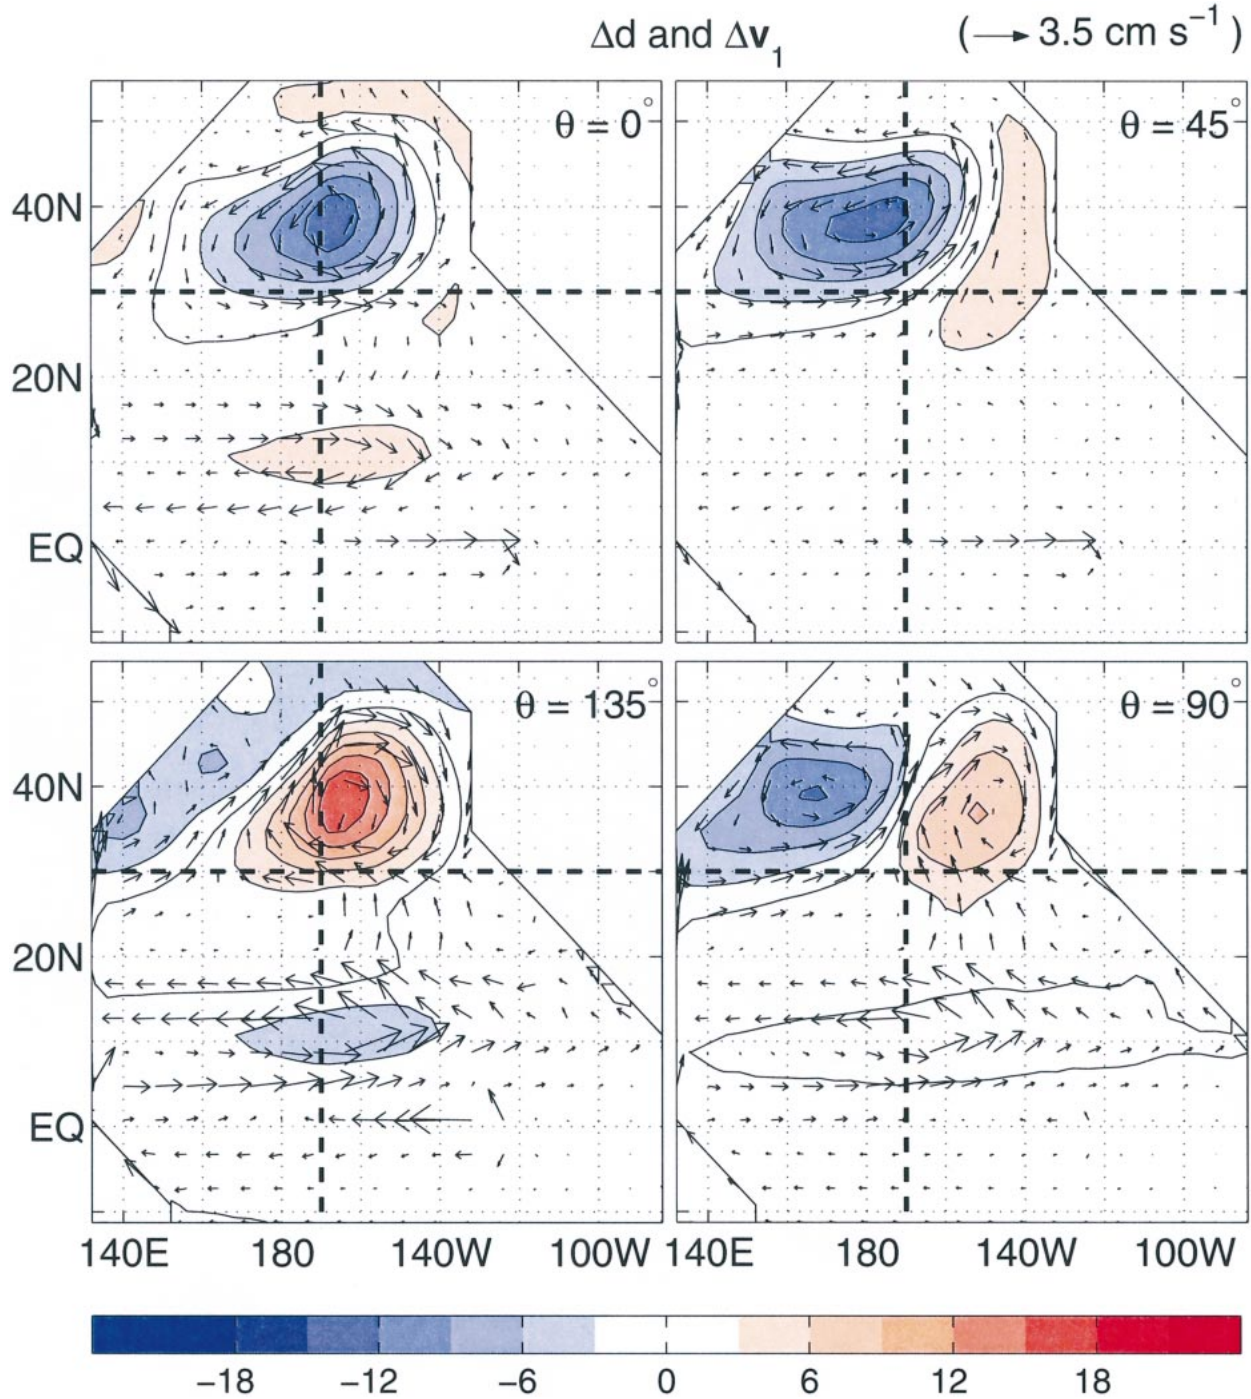 Δd and Δv₁ (→ 3.5 cm s⁻¹)
θ = 0° θ = 45°
40N
20N
EQ
θ = 135° θ = 90°
40N
20N
EQ
140E 180 140W 100W 140E 180 140W 100W
−18 −12 −6 0 6 12 18